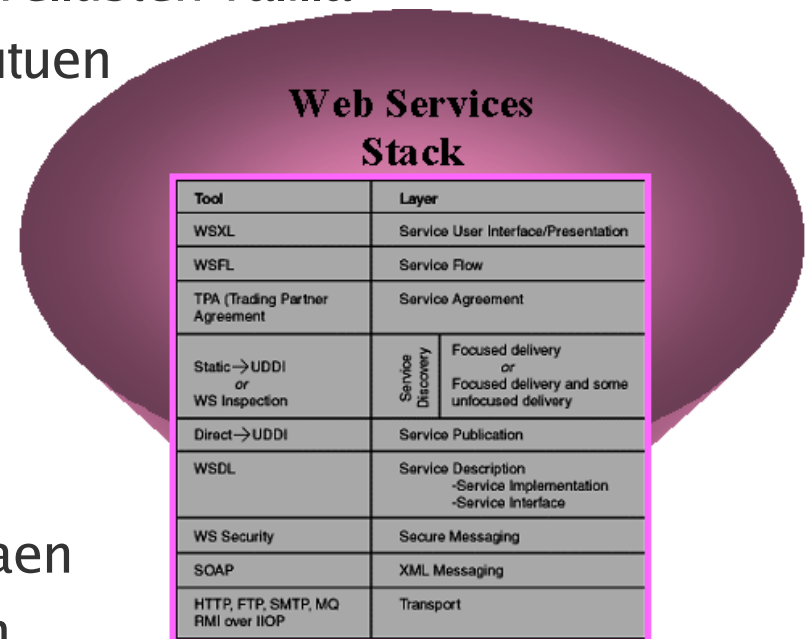 utuen
Web Services
Stack
Tool Layer
WSXL Service User Interface/Presentation
WSFL Service Flow
TPA (Trading Partner Service Agreement
Agreement
Service
Discovery
Focused delivery
Static→UDDI or
or Focused delivery and some
WS Inspection unfocused delivery
Direct→UDDI Service Publication
WSDL Service Description
-Service Implementation
-Service Interface
aen
WS Security Secure Messaging
SOAP XML Messaging
HTTP, FTP, SMTP, MQ Transport
RMI over IIOP